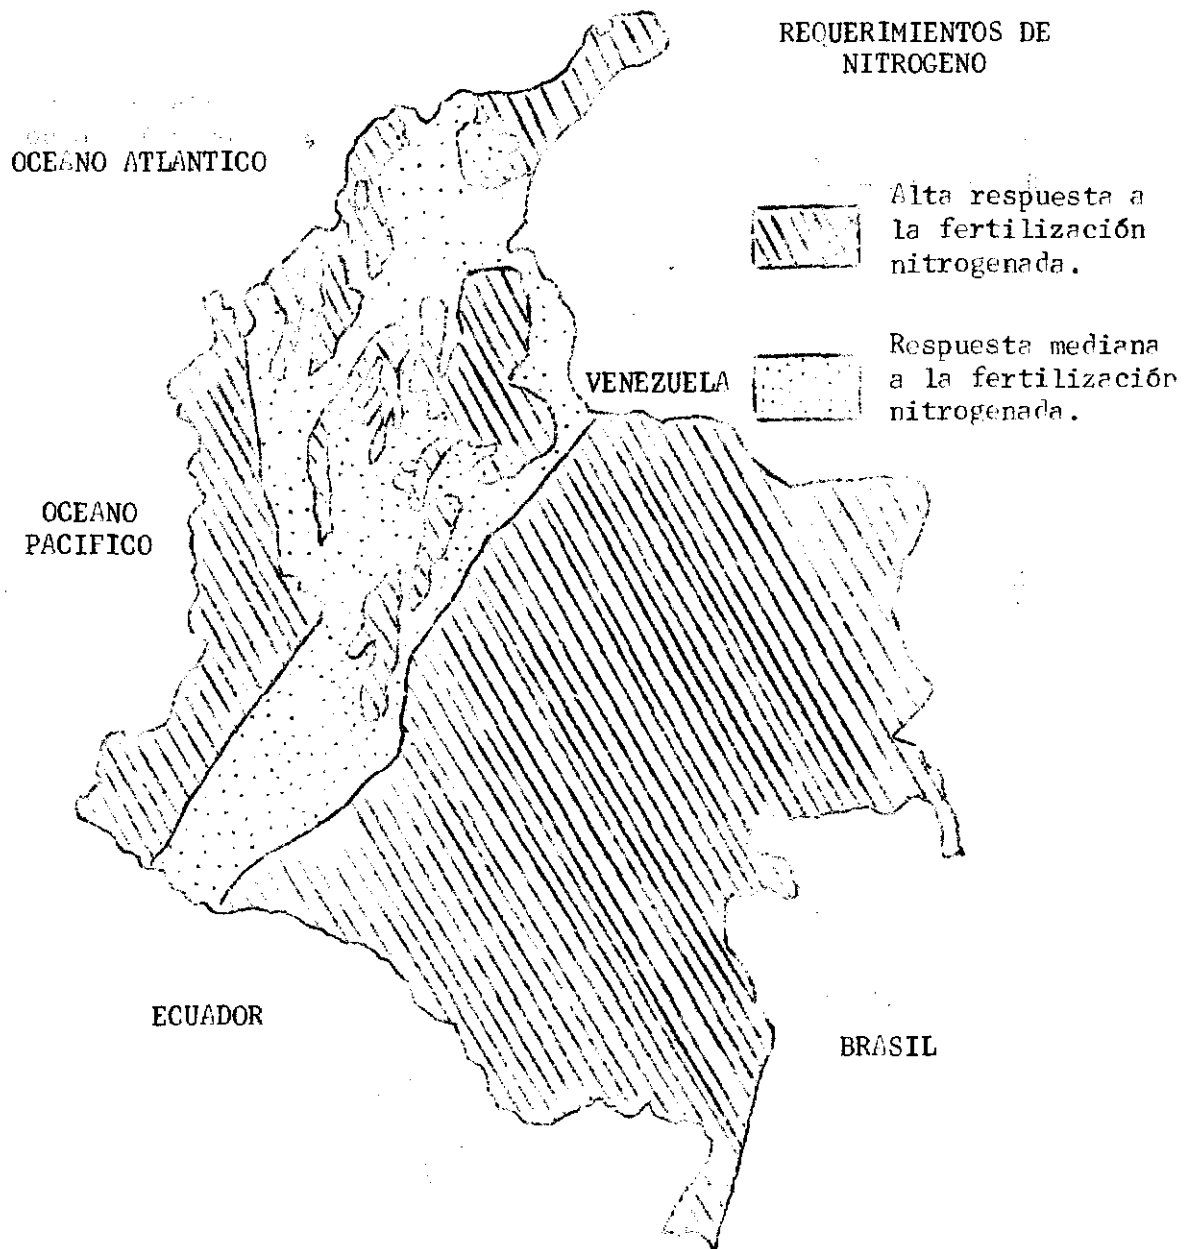 REQUERIMIENTOS DE
NITROGENO
OCEANO ATLANTICO
Alta respuesta a
la fertilización
nitrogenada.
Respuesta mediana
a la fertilización
nitrogenada.
VENEZUELA
OCEANO
PACIFICO
ECUADOR
BRASIL